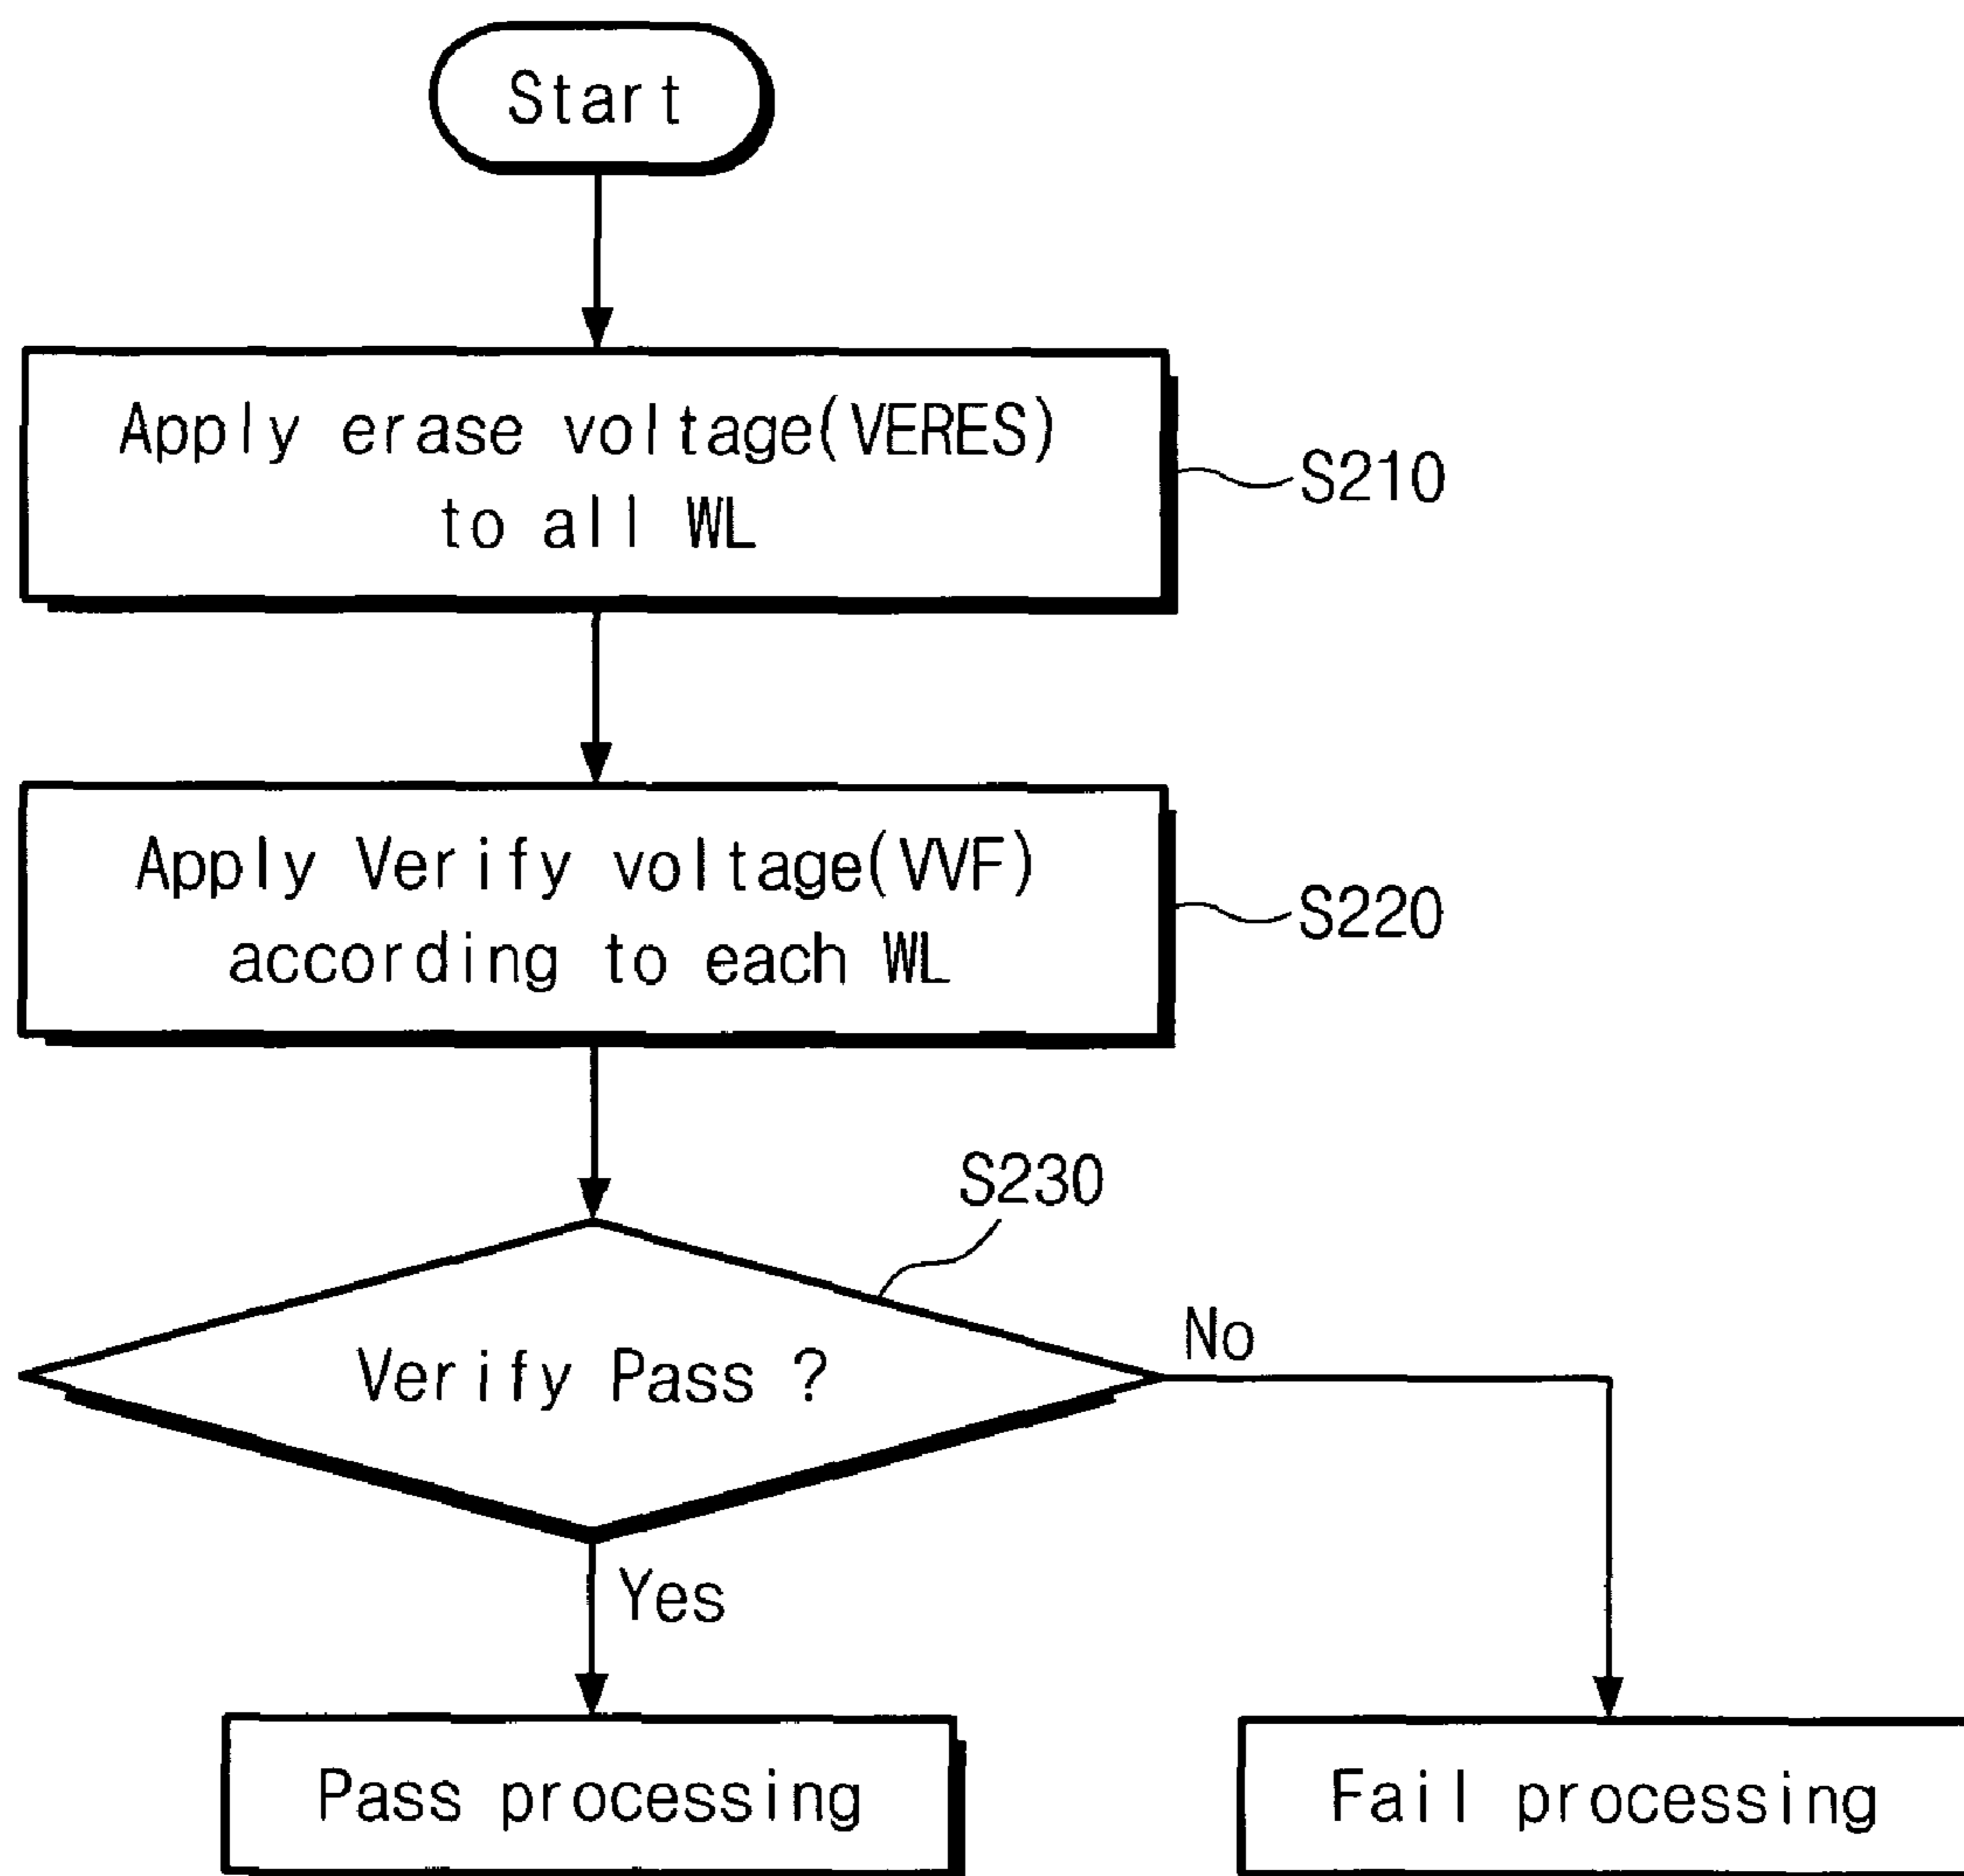 Start
Apply erase voltage(VERES)
to all WL
S210
Apply Verify voltage(VVF)
according to each WL
S220
S230
Verify Pass ?
No
Yes
Pass processing
Fail processing